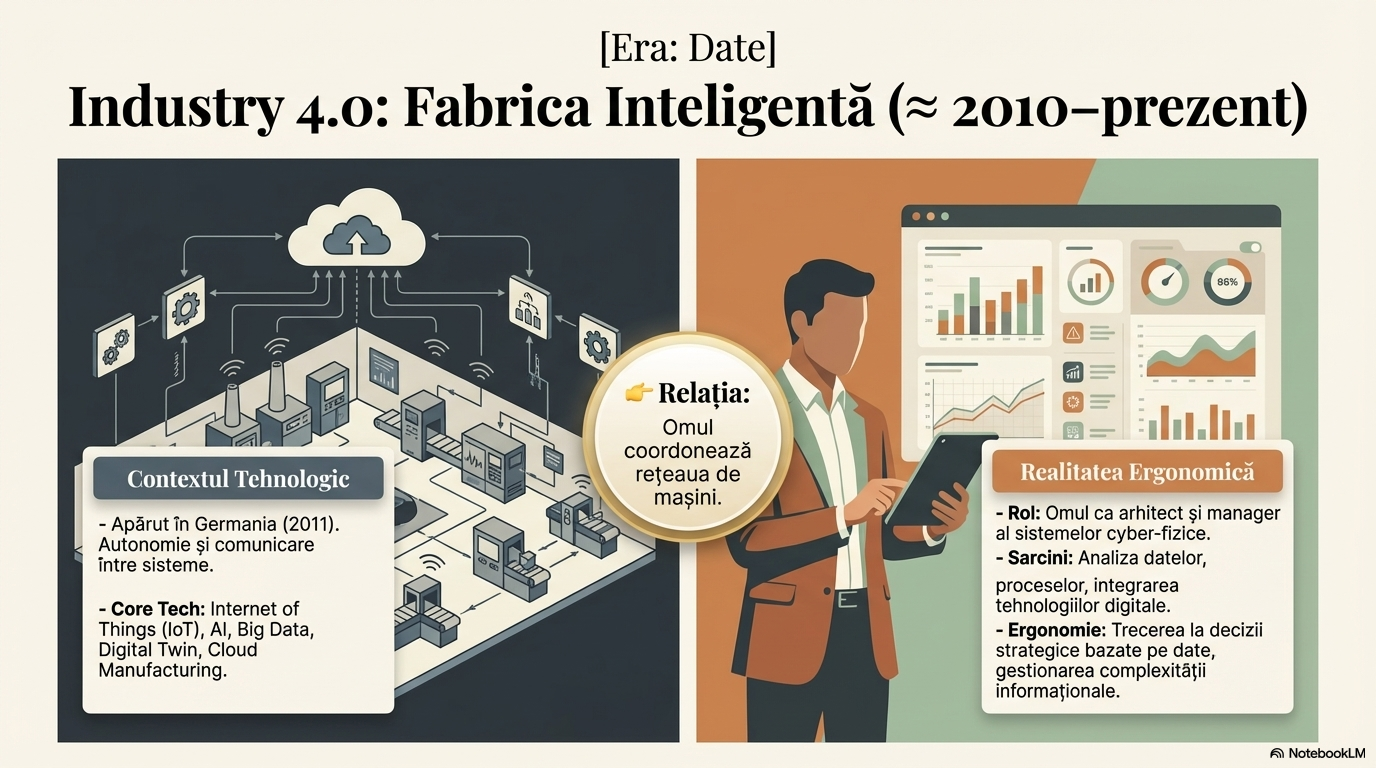 [Era: Date]
Industry 4.0: Fabrica Inteligentă (≈ 2010–prezent)
Contextul Tehnologic
- Apărut în Germania (2011).
Autonomie și comunicare
între sisteme.
- Core Tech: Internet of
Things (IoT), AI, Big Data,
Digital Twin, Cloud
Manufacturing.
👉 Relația:
Omul
coordonează
rețeaua de
mașini.
86%
Realitatea Ergonomică
- Rol: Omul ca arhitect și manager
al sistemelor cyber-fizice.
- Sarcini: Analiza datelor,
proceselor, integrarea
tehnologiilor digitale.
- Ergonomie: Trecerea la decizii
strategice bazate pe date,
gestionarea complexității
informaționale.
NotebookLM